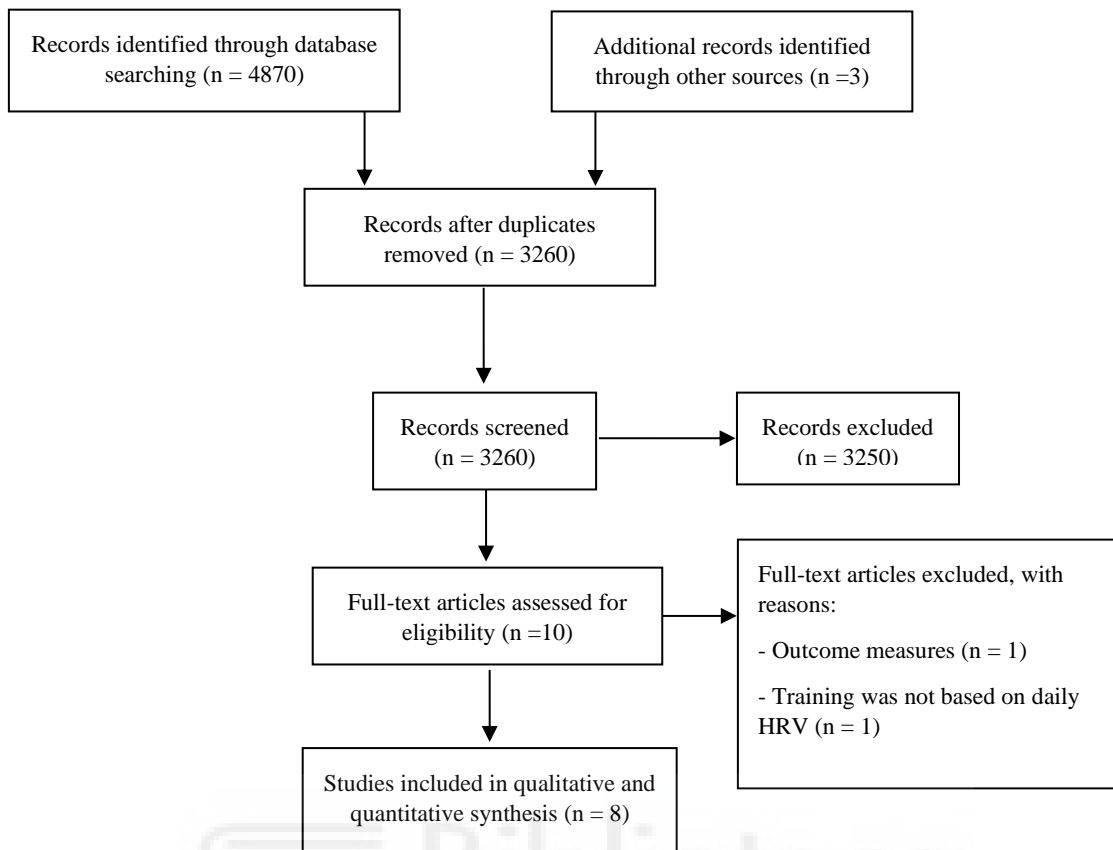 Records identified through database
searching (n = 4870)
Additional records identified
through other sources (n =3)
Records after duplicates
removed (n = 3260)
Records screened
(n = 3260)
Records excluded
(n = 3250)
Full-text articles assessed for
eligibility (n =10)
Full-text articles excluded, with
reasons:
- Outcome measures (n = 1)
- Training was not based on daily
HRV (n = 1)
Studies included in qualitative and
quantitative synthesis (n = 8)